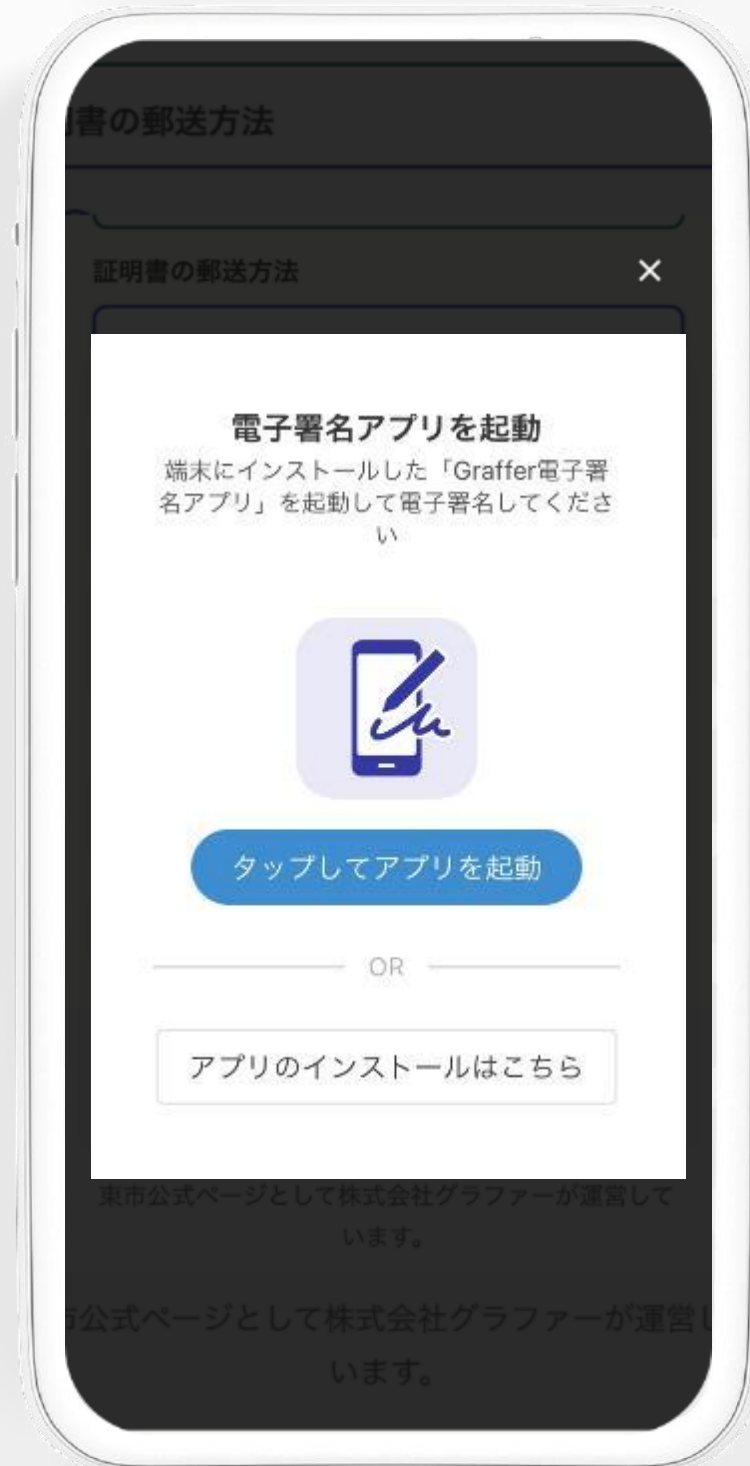 書の郵送方法
証明書の郵送方法
×
電子署名アプリを起動
端末にインストールした「Graffer電子署
名アプリ」を起動して電子署名してくださ
い
タップしてアプリを起動
OR
アプリのインストールはこちら
東市公式ページとして株式会社グラファーが運営して
います。
市公式ページとして株式会社グラファーが運営し
います。